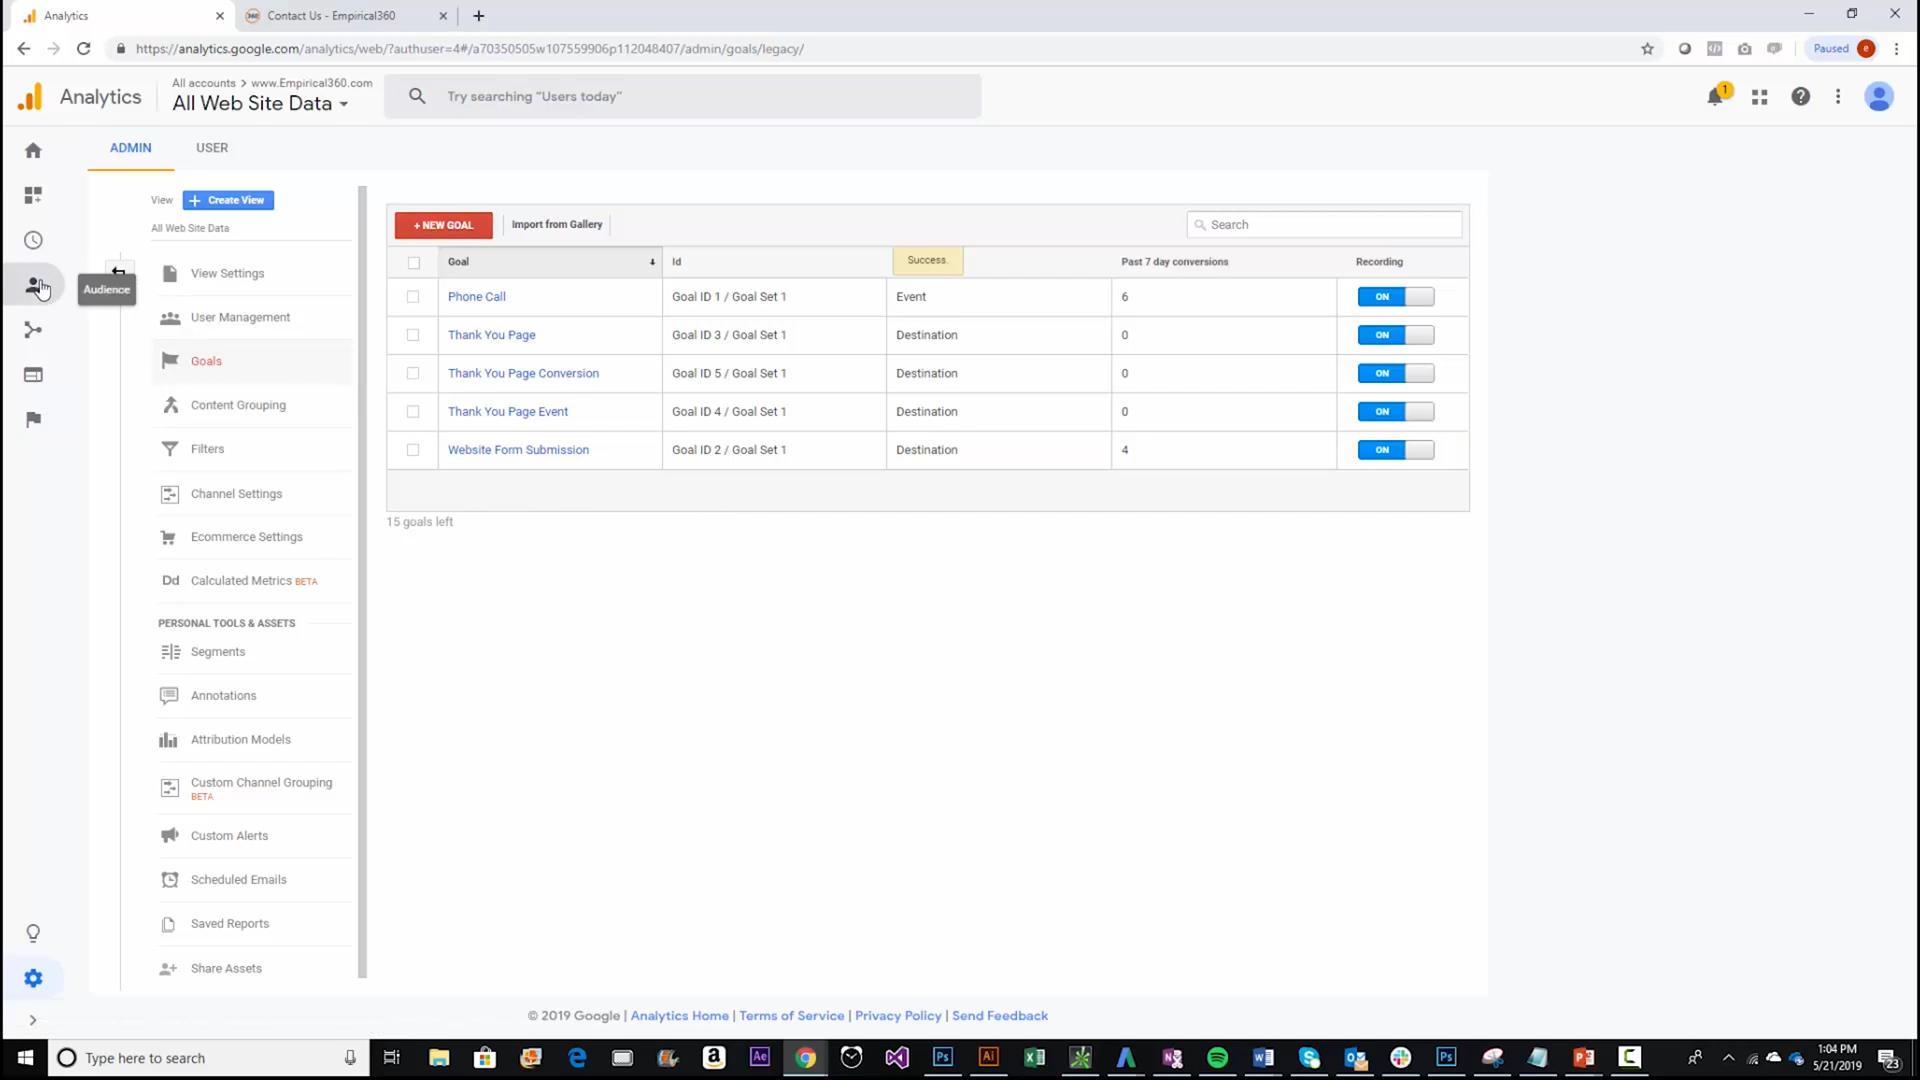 Analytics
Contact Us - Empirical360
https://analytics.google.com/analytics/web/?authuser=4#/a70350505w107559906p112048407/admin/goals/legacy/
Paused
e
Analytics
All accounts > www.Empirical360.com
All Web Site Data
Try searching "Users today"
1
ADMIN
USER
Audience
View
+ Create View
All Web Site Data
View Settings
User Management
Goals
Content Grouping
Filters
Channel Settings
Ecommerce Settings
Dd Calculated Metrics BETA
PERSONAL TOOLS & ASSETS
Segments
Annotations
Attribution Models
Custom Channel Grouping
BETA
Custom Alerts
Scheduled Emails
Saved Reports
Share Assets
+ NEW GOAL
Import from Gallery
Search
Goal Id Success. Past 7 day conversions Recording
Phone Call Goal ID 1 / Goal Set 1 Event 6 ON
Thank You Page Goal ID 3 / Goal Set 1 Destination 0 ON
Thank You Page Conversion Goal ID 5 / Goal Set 1 Destination 0 ON
Thank You Page Event Goal ID 4 / Goal Set 1 Destination 0 ON
Website Form Submission Goal ID 2 / Goal Set 1 Destination 4 ON
15 goals left
© 2019 Google | Analytics Home | Terms of Service | Privacy Policy | Send Feedback
Type here to search
1:04 PM
5/21/2019
23